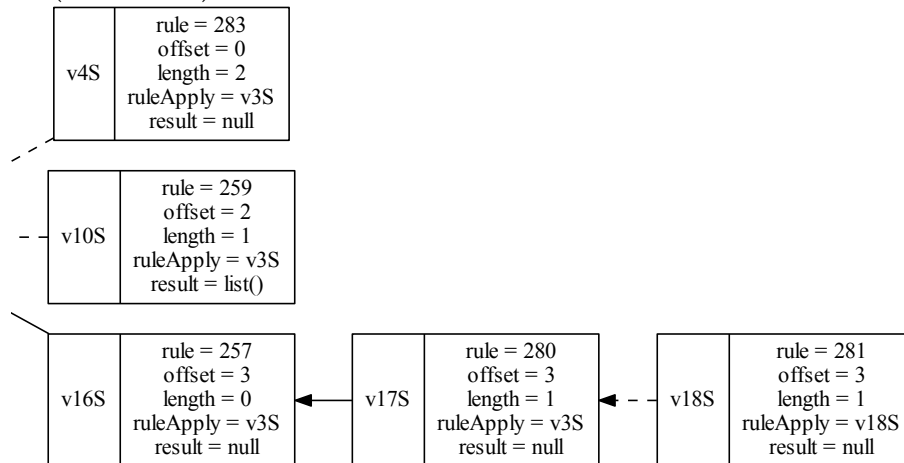 v4S
rule = 283
offset = 0
length = 2
ruleApply = v3S
result = null
v10S
rule = 259
offset = 2
length = 1
ruleApply = v3S
result = list()
v16S
rule = 257
offset = 3
length = 0
ruleApply = v3S
result = null
v17S
rule = 280
offset = 3
length = 1
ruleApply = v3S
result = null
v18S
rule = 281
offset = 3
length = 1
ruleApply = v18S
result = null